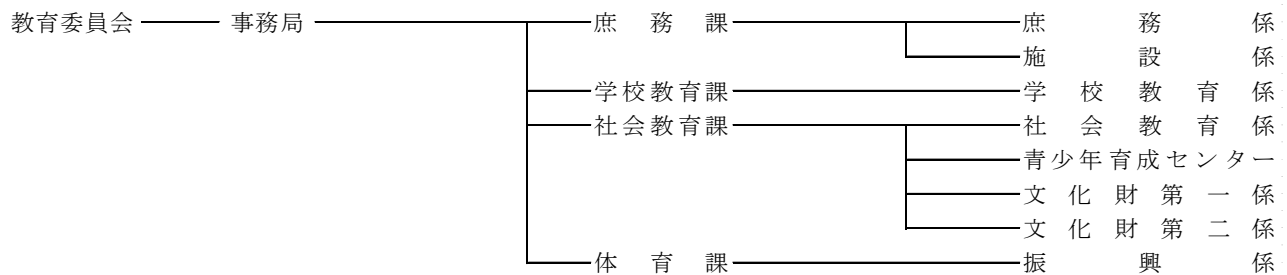 教育委員会 事務局 庶務課 庶務係
施設係
学校教育課 学校教育係
社会教育課 社会教育係
青少年育成センター
文化財第一係
文化財第二係
体育課 振興係